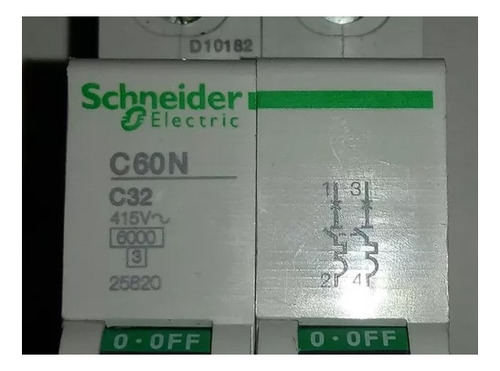 D10182
Schneider
Electric
C60N
C32
415V~
6000
3
25820
1 3
2 4
0·OFF 0·OFF